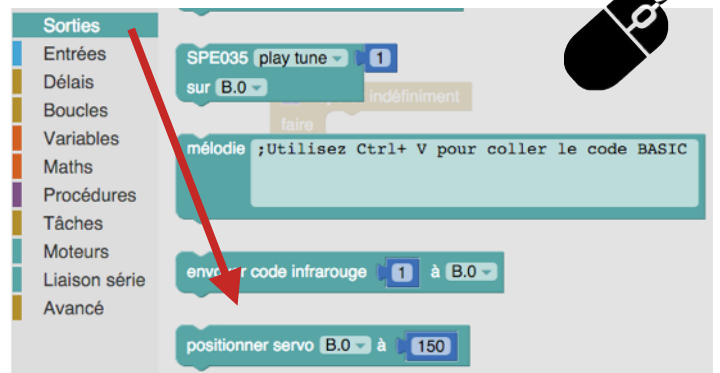 Sorties
Entrées
Délais
Boucles
Variables
Maths
Procédures
Tâches
Moteurs
Liaison série
Avancé
SPE035 play tune 1
sur B.0
indéfiniment
faire
mélodie ;Utilisez Ctrl+ V pour coller le code BASIC
envoyer code infrarouge 1 à B.0
positionner servo B.0 à 150